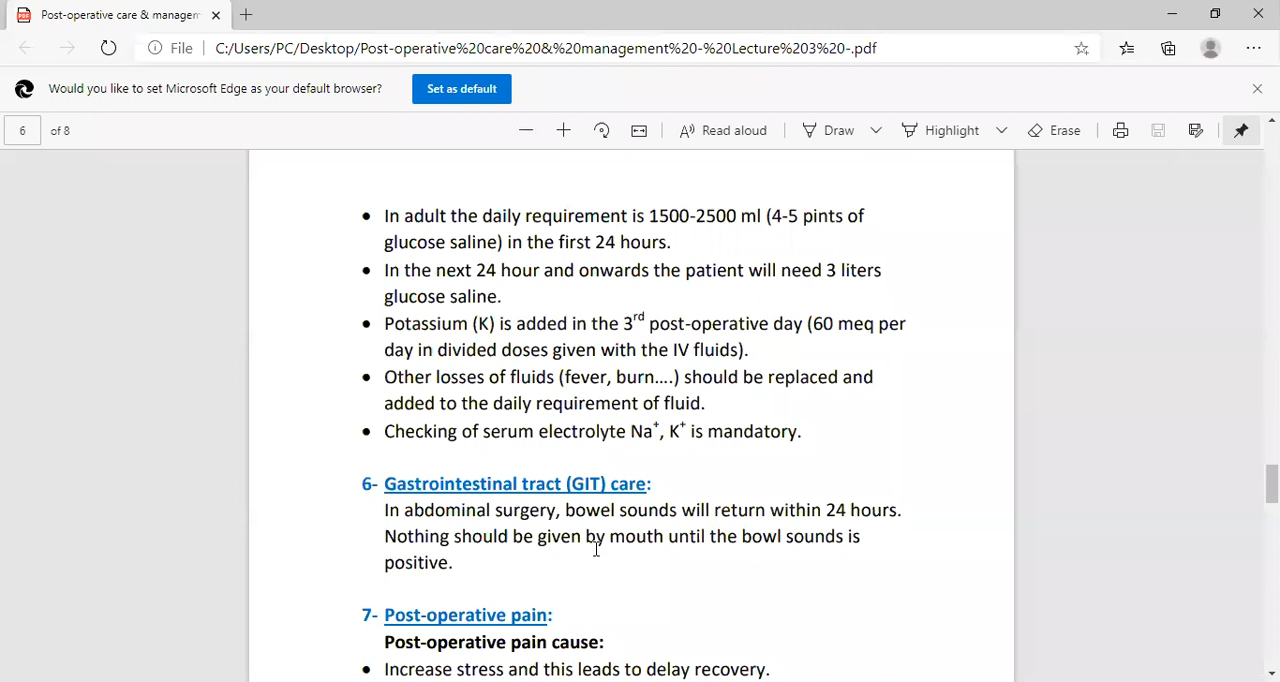 Post-operative care & managem
File
C:/Users/PC/Desktop/Post-operative%20care%20&%20management%20-%20Lecture%203%20-.pdf
Would you like to set Microsoft Edge as your default browser?
Set as default
6 of 8
Read aloud
Draw
Highlight
Erase
• In adult the daily requirement is 1500-2500 ml (4-5 pints of
glucose saline) in the first 24 hours.
• In the next 24 hour and onwards the patient will need 3 liters
glucose saline.
• Potassium (K) is added in the 3rd post-operative day (60 meq per
day in divided doses given with the IV fluids).
• Other losses of fluids (fever, burn....) should be replaced and
added to the daily requirement of fluid.
• Checking of serum electrolyte Na⁺, K⁺ is mandatory.
6- Gastrointestinal tract (GIT) care:
In abdominal surgery, bowel sounds will return within 24 hours.
Nothing should be given by mouth until the bowl sounds is
positive.
7- Post-operative pain:
Post-operative pain cause:
• Increase stress and this leads to delay recovery.